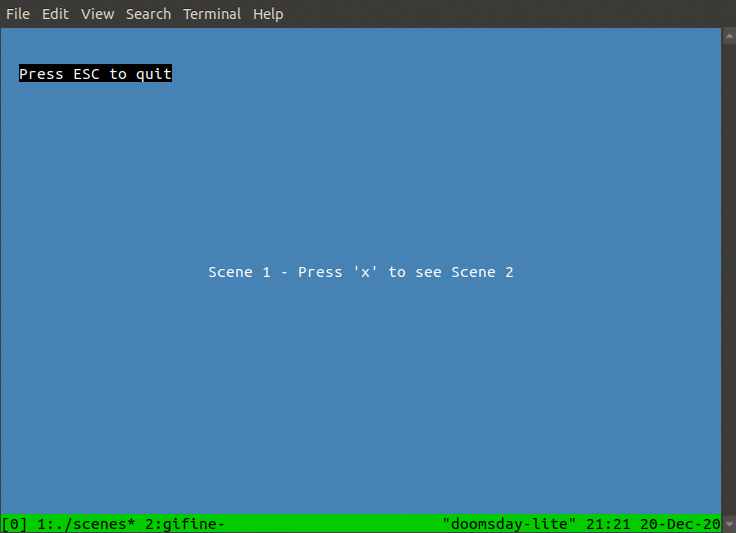 File Edit View Search Terminal Help
Press ESC to quit
Scene 1 - Press 'x' to see Scene 2
[0] 1:./scenes* 2:gifine- "doomsday-lite" 21:21 20-Dec-20